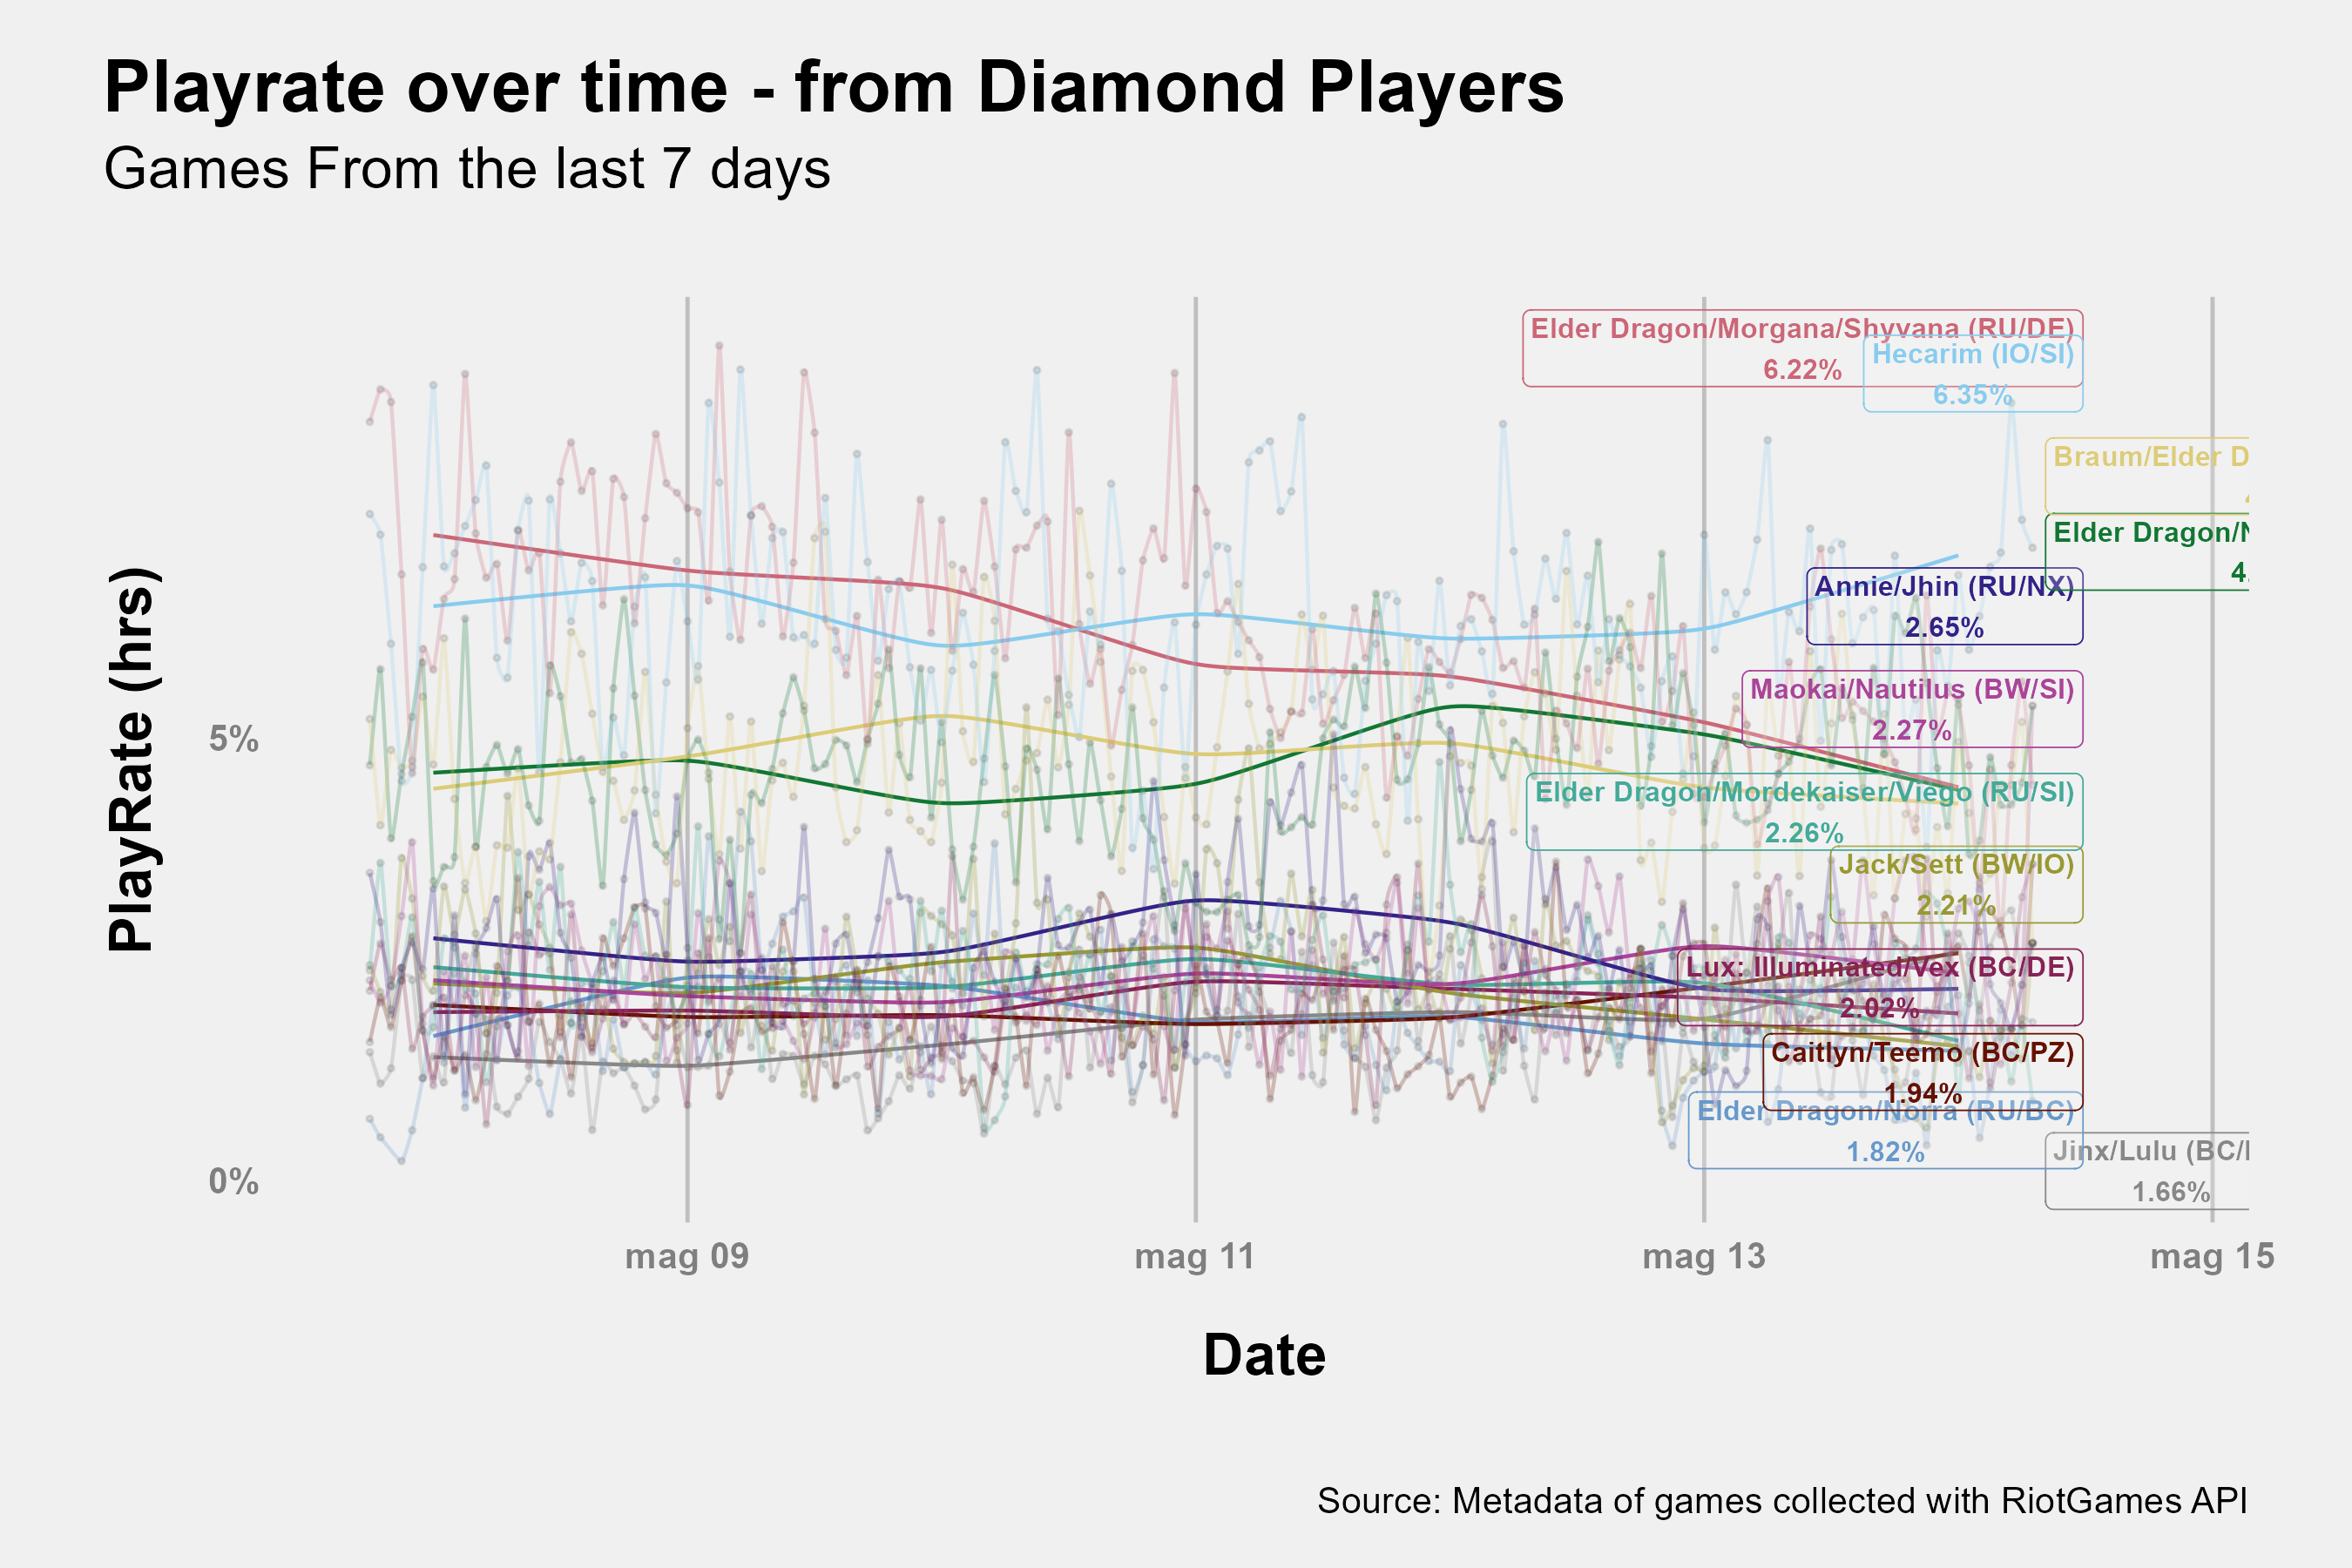 Playrate over time - from Diamond Players
Games From the last 7 days
PlayRate (hrs)
5%
0%
Elder Dragon/Morgana/Shyvana (RU/DE)
6.22%
Hecarim (IO/SI)
6.35%
Braum/Elder D
Elder Dragon/N
4.
Annie/Jhin (RU/NX)
2.65%
Maokai/Nautilus (BW/SI)
2.27%
Elder Dragon/Mordekaiser/Viego (RU/SI)
2.26%
Jack/Sett (BW/IO)
2.21%
Lux: Illuminated/Vex (BC/DE)
2.02%
Caitlyn/Teemo (BC/PZ)
1.94%
Elder Dragon/Norra (RU/BC)
1.82%
Jinx/Lulu (BC/
1.66%
mag 09
mag 11
mag 13
mag 15
Date
Source: Metadata of games collected with RiotGames API